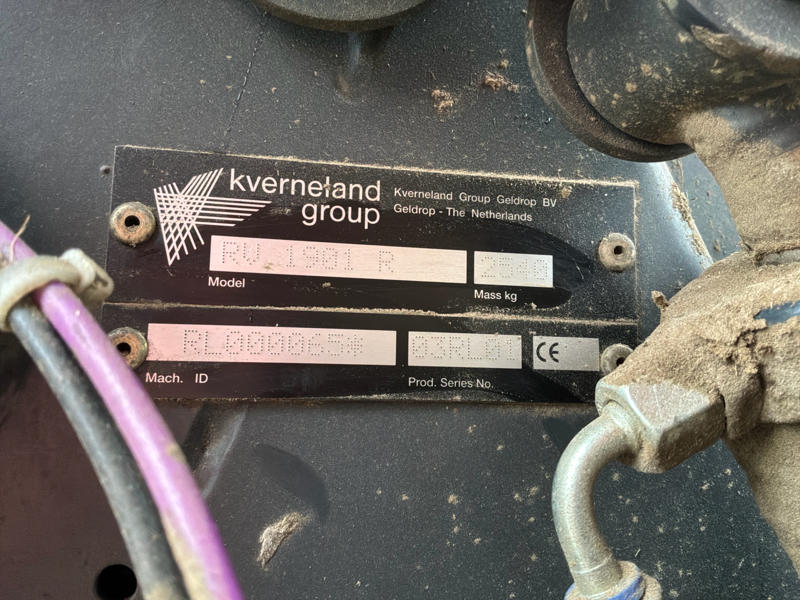 kverneland
group
Kverneland Group Geldrop BV
Geldrop - The Netherlands
RV 1901 R
Model
Mass kg
RL000065*
03RL01
CE
Mach. ID
Prod. Series No.